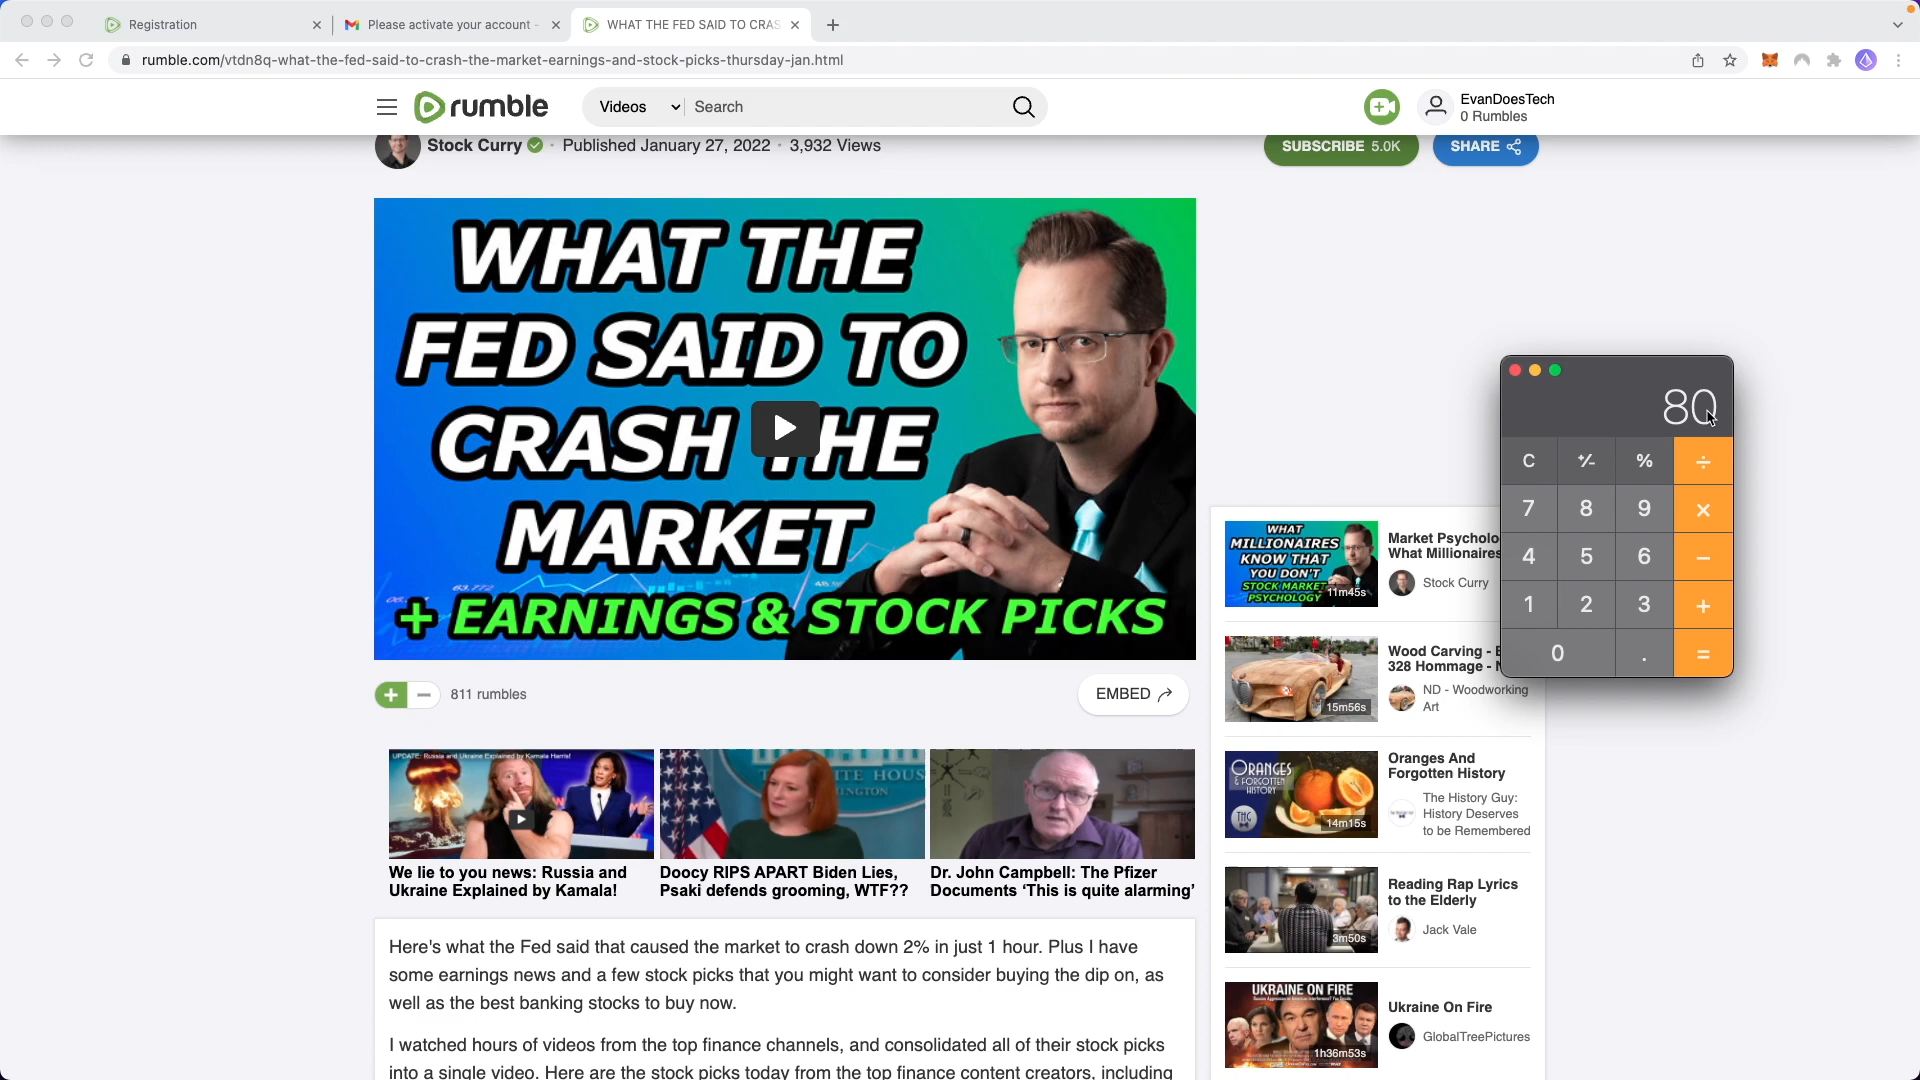 Registration
Please activate your account -
WHAT THE FED SAID TO CRAS
rumble.com/vtdn8q-what-the-fed-said-to-crash-the-market-earnings-and-stock-picks-thursday-jan.html
rumble
Videos
Search
EvanDoesTech
0 Rumbles
Stock Curry · Published January 27, 2022 · 3,932 Views
SUBSCRIBE 5.0K
SHARE
WHAT THE
FED SAID TO
CRASH THE
MARKET
+ EARNINGS & STOCK PICKS
80
C
+/-
%
÷
7
8
9
×
4
5
6
−
1
2
3
+
0
.
=
WHAT
MILLIONAIRES
KNOW THAT
YOU DON'T
STOCK MARKET
PSYCHOLOGY
11m45s
Market Psycholo
What Millionaires
Stock Curry
15m56s
Wood Carving -
328 Hommage -
ND - Woodworking
Art
ORANGES
& FORGOTTEN
HISTORY
THG
14m15s
Oranges And
Forgotten History
The History Guy:
History Deserves
to be Remembered
3m50s
Reading Rap Lyrics
to the Elderly
Jack Vale
UKRAINE ON FIRE
1h36m53s
Ukraine On Fire
GlobalTreePictures
+
−
811 rumbles
EMBED
UPDATE: Russia and Ukraine Explained by Kamala Harris!
We lie to you news: Russia and
Ukraine Explained by Kamala!
Doocy RIPS APART Biden Lies,
Psaki defends grooming, WTF??
Dr. John Campbell: The Pfizer
Documents ‘This is quite alarming’
Here's what the Fed said that caused the market to crash down 2% in just 1 hour. Plus I have
some earnings news and a few stock picks that you might want to consider buying the dip on, as
well as the best banking stocks to buy now.
I watched hours of videos from the top finance channels, and consolidated all of their stock picks
into a single video. Here are the stock picks today from the top finance content creators, including